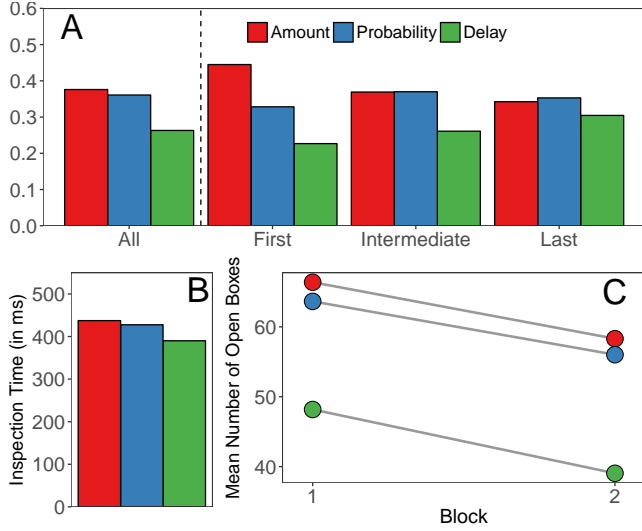 A
Amount Probability Delay
0.6
0.5
0.4
0.3
0.2
0.1
0.0
All First Intermediate Last
B
Inspection Time (in ms)
500
400
300
200
100
0
C
Mean Number of Open Boxes
60
50
40
1 2
Block